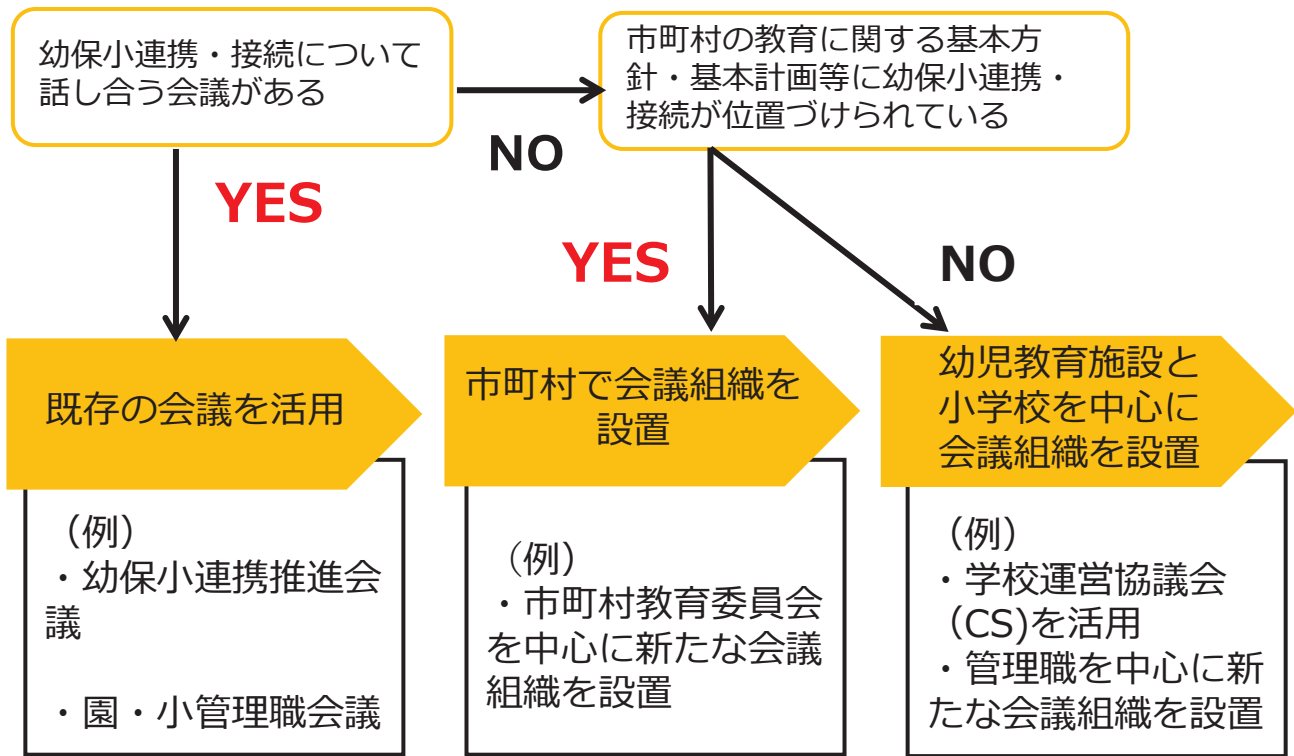 幼保小連携・接続について
話し合う会議がある
市町村の教育に関する基本方
針・基本計画等に幼保小連携・
接続が位置づけられている
NO
YES
YES
NO
既存の会議を活用
市町村で会議組織を
設置
幼児教育施設と
小学校を中心に
会議組織を設置
（例）
・幼保小連携推進会
議
・園・小管理職会議
（例）
・市町村教育委員会
を中心に新たな会議
組織を設置
（例）
・学校運営協議会
（CS)を活用
・管理職を中心に新
たな会議組織を設置